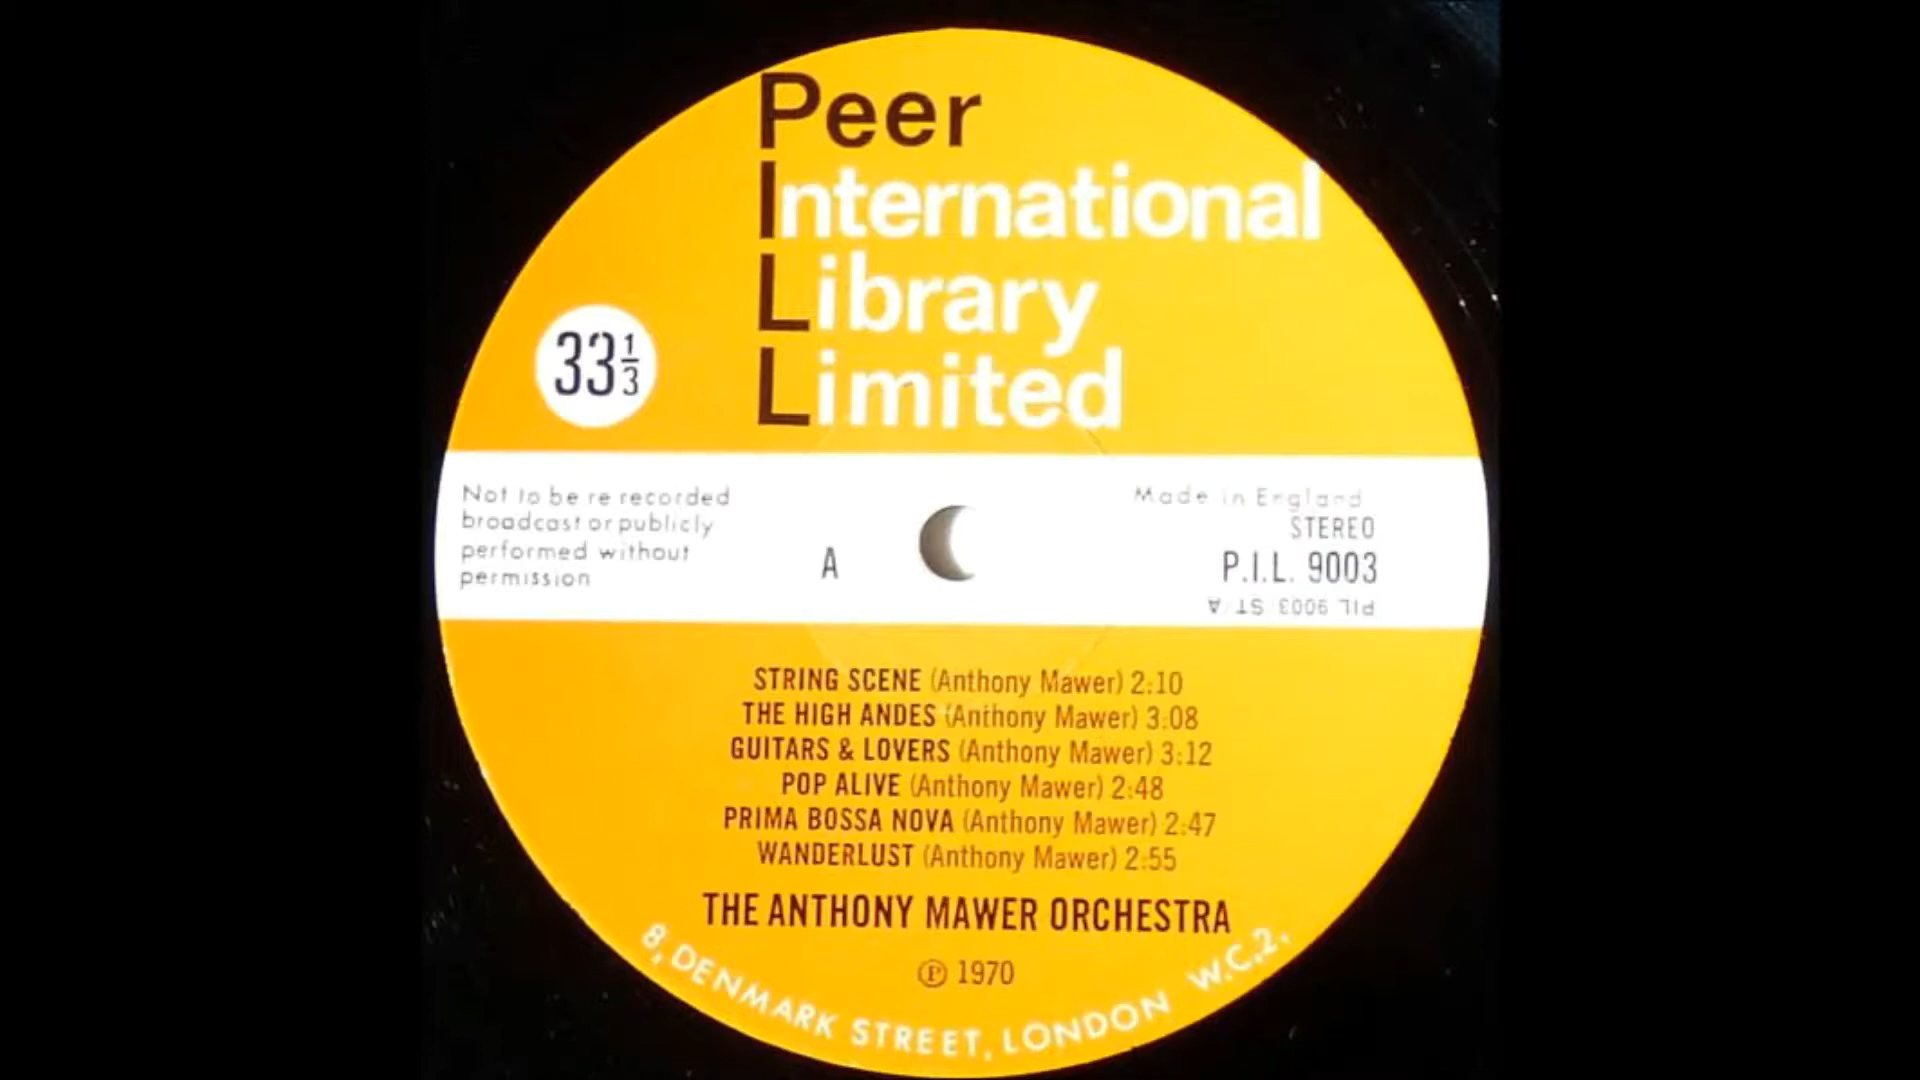 Peer
International
Library
Limited
33 1/3
Not to be re recorded
broadcast or publicly
performed without
permission
A
Made in England
STEREO
P.I.L. 9003
PIL 9003 ST A
STRING SCENE (Anthony Mawer) 2:10
THE HIGH ANDES (Anthony Mawer) 3:08
GUITARS & LOVERS (Anthony Mawer) 3:12
POP ALIVE (Anthony Mawer) 2:48
PRIMA BOSSA NOVA (Anthony Mawer) 2:47
WANDERLUST (Anthony Mawer) 2:55
THE ANTHONY MAWER ORCHESTRA
℗ 1970
8, DENMARK STREET, LONDON W.C.2.